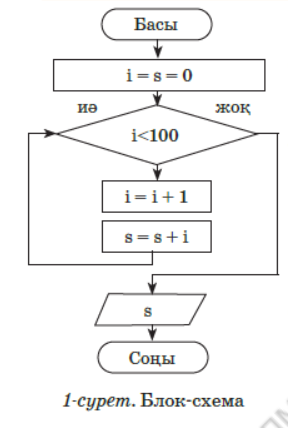 Басы
i = s = 0
иә жоқ
i<100
i = i + 1
s = s + i
s
Соңы
1-сурет. Блок-схема